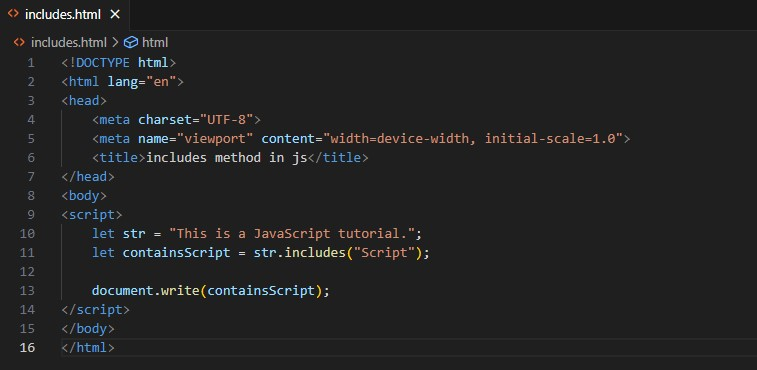 includes.html
includes.html > html
1 <!DOCTYPE html>
2 <html lang="en">
3 <head>
4     <meta charset="UTF-8">
5     <meta name="viewport" content="width=device-width, initial-scale=1.0">
6     <title>includes method in js</title>
7 </head>
8 <body>
9 <script>
10     let str = "This is a JavaScript tutorial.";
11     let containsScript = str.includes("Script");
12
13     document.write(containsScript);
14 </script>
15 </body>
16 </html>